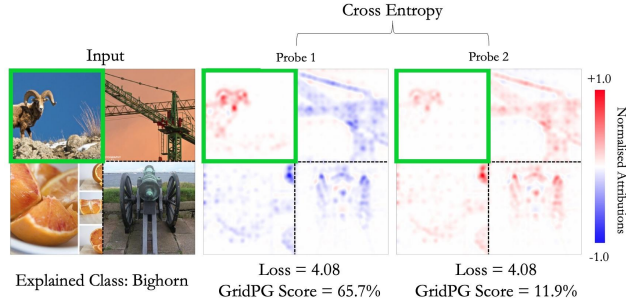 Cross Entropy
Input
Probe 1
Probe 2
+1.0
Normalised Attributions
-1.0
Explained Class: Bighorn
Loss = 4.08
GridPG Score = 65.7%
Loss = 4.08
GridPG Score = 11.9%